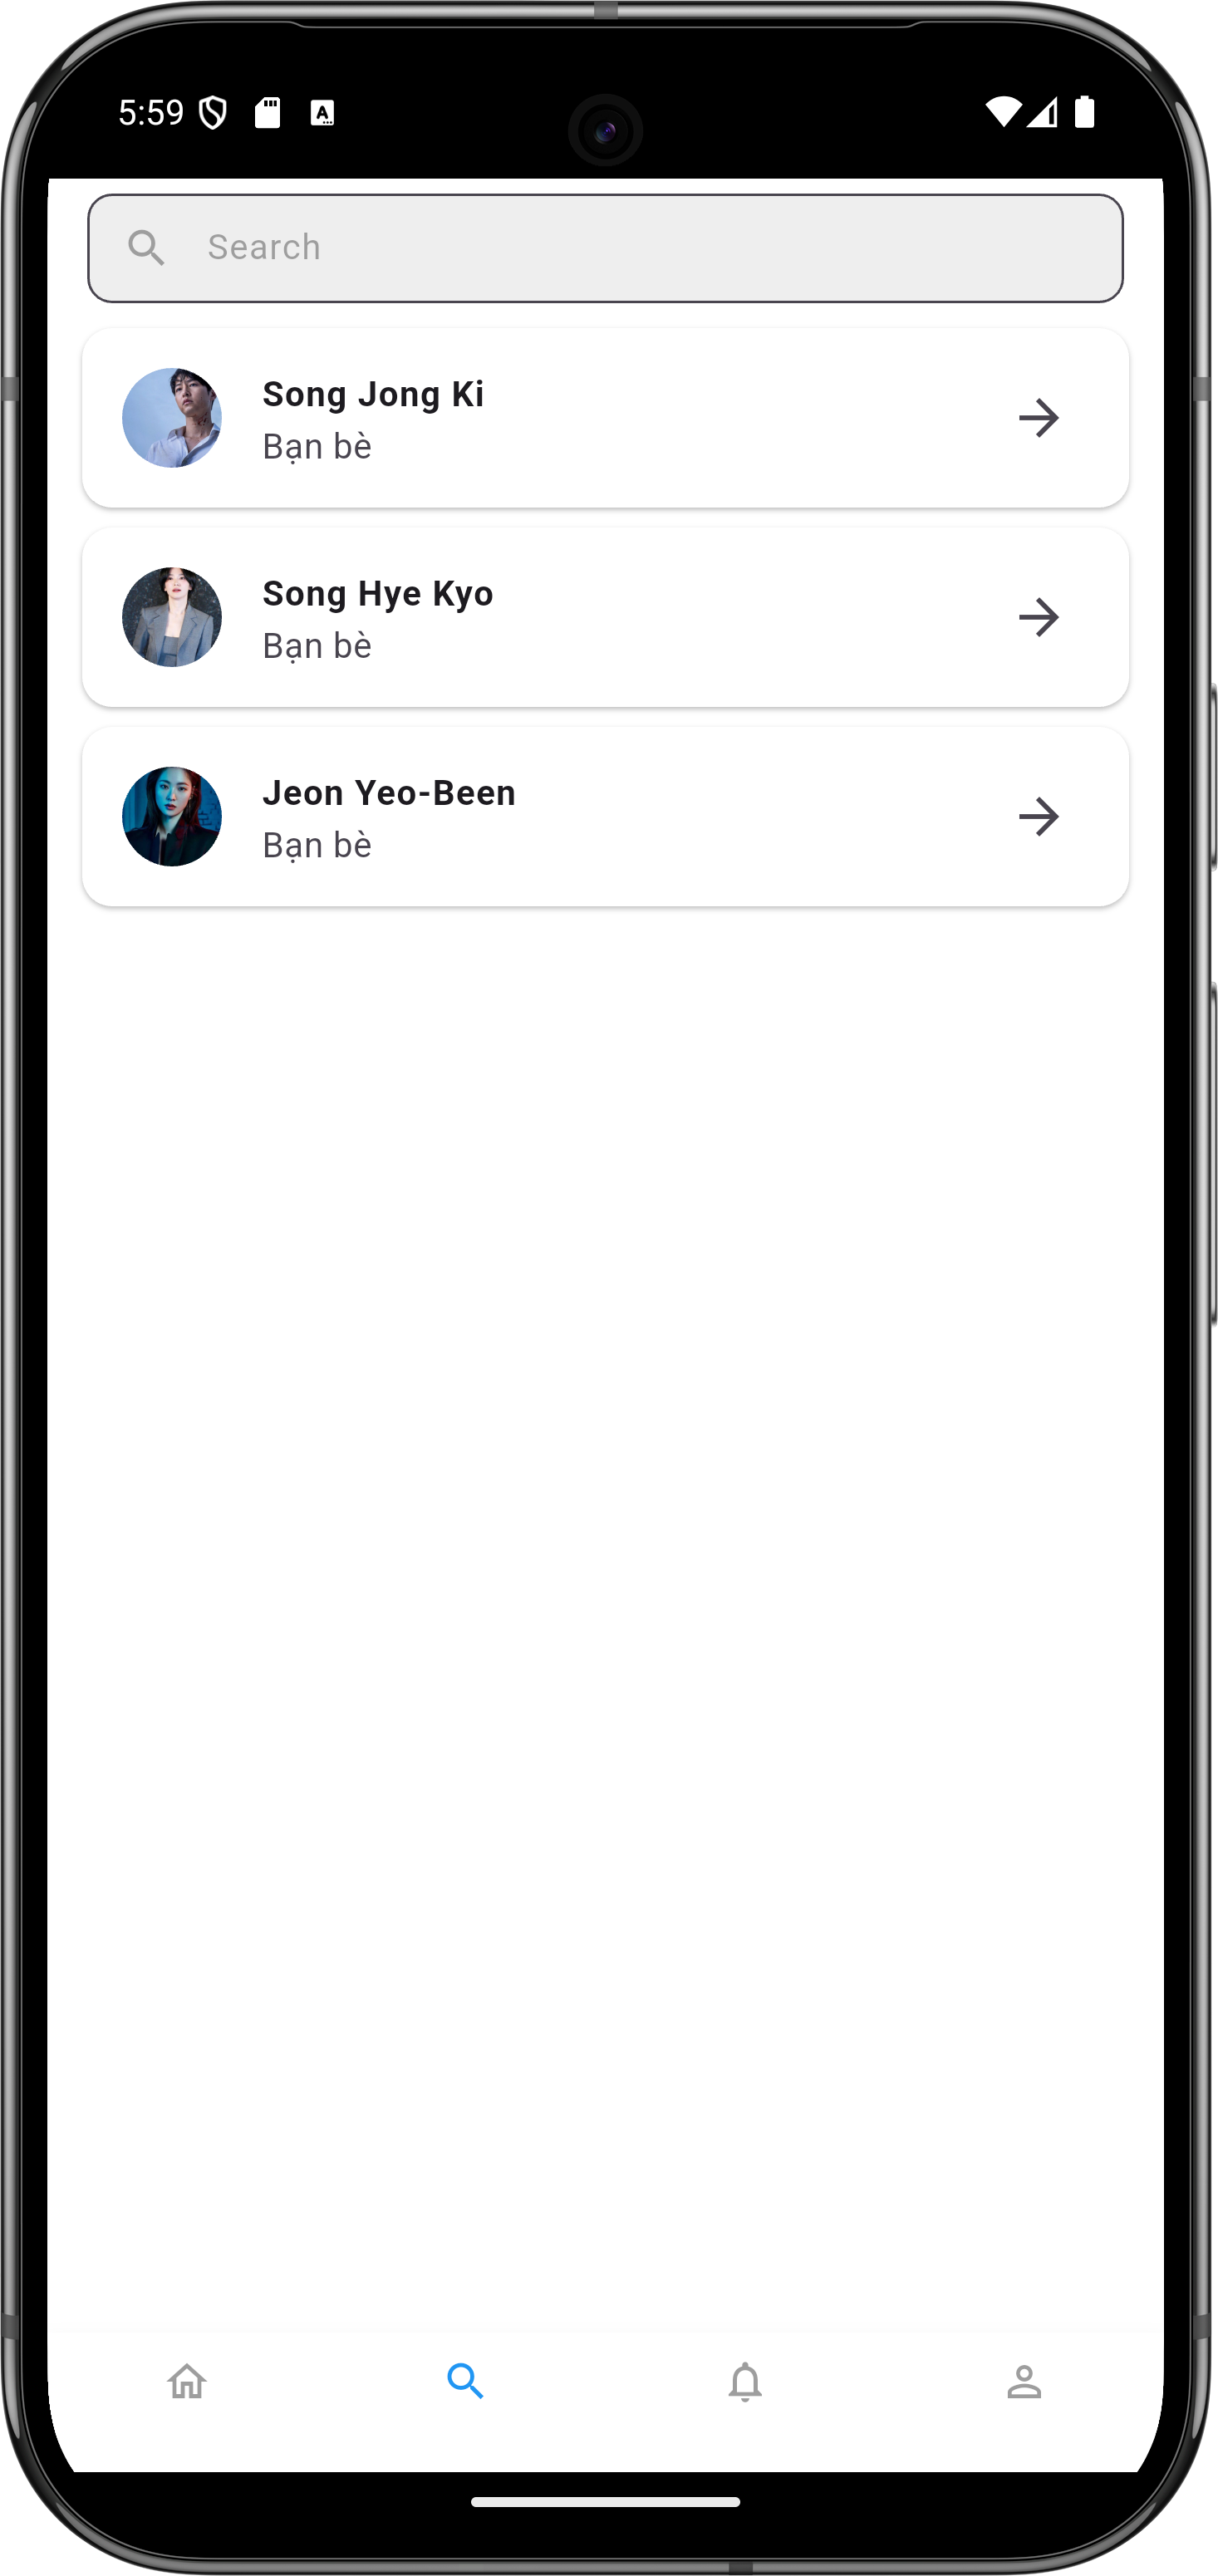 5:59
Search
Song Jong Ki
Bạn bè
Song Hye Kyo
Bạn bè
Jeon Yeo-Been
Bạn bè